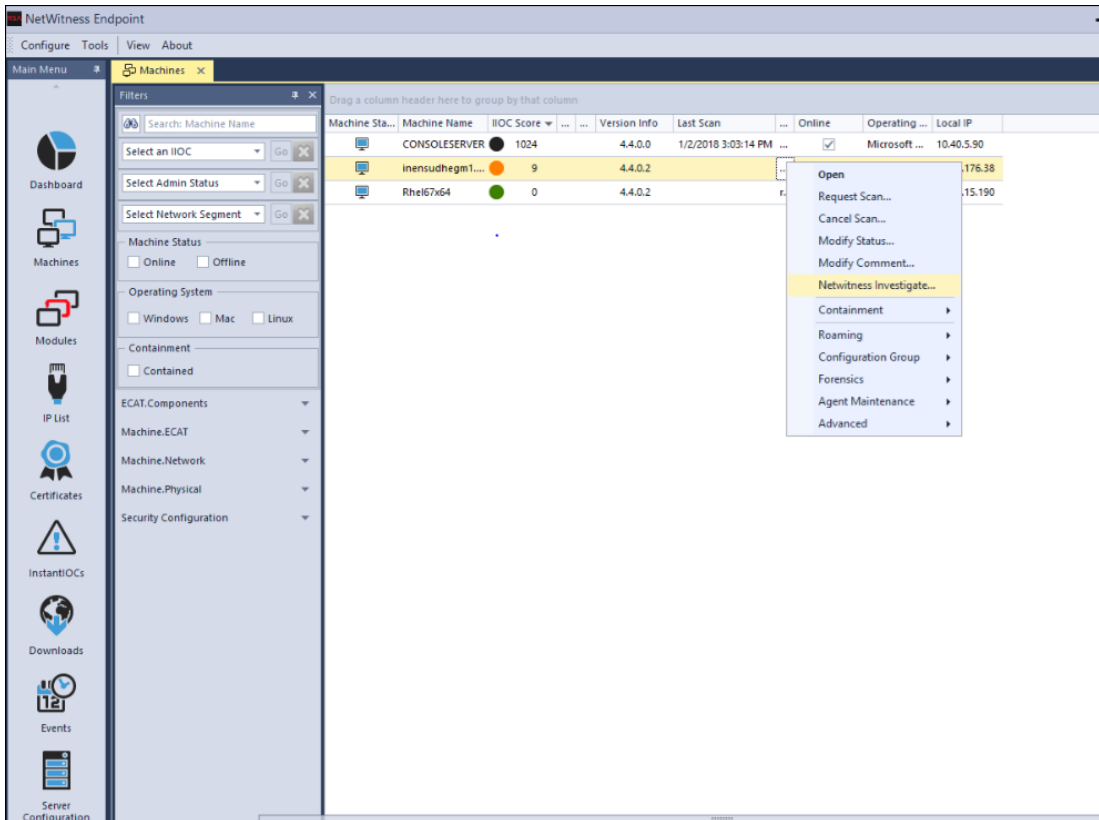 RSA NetWitness Endpoint
Configure Tools View About
Main Menu
Dashboard
Machines
Modules
IP List
Certificates
InstantIOCs
Downloads
12
Events
Server
Configuration
Machines
Filters
Search: Machine Name
Select an IIOC Go
Select Admin Status Go
Select Network Segment Go
Machine Status
Online Offline
Operating System
Windows Mac Linux
Containment
Contained
ECAT.Components
Machine.ECAT
Machine.Network
Machine.Physical
Security Configuration
Drag a column header here to group by that column
Machine Sta... Machine Name IIOC Score ... ... Version Info Last Scan ... Online Operating ... Local IP
CONSOLESERVER 1024 4.4.0.0 1/2/2018 3:03:14 PM ... Microsoft ... 10.40.5.90
inensudhegm1.... 9 4.4.0.2 ... .176.38
Rhel67x64 0 4.4.0.2 r. .15.190
Open
Request Scan...
Cancel Scan...
Modify Status...
Modify Comment...
Netwitness Investigate...
Containment
Roaming
Configuration Group
Forensics
Agent Maintenance
Advanced